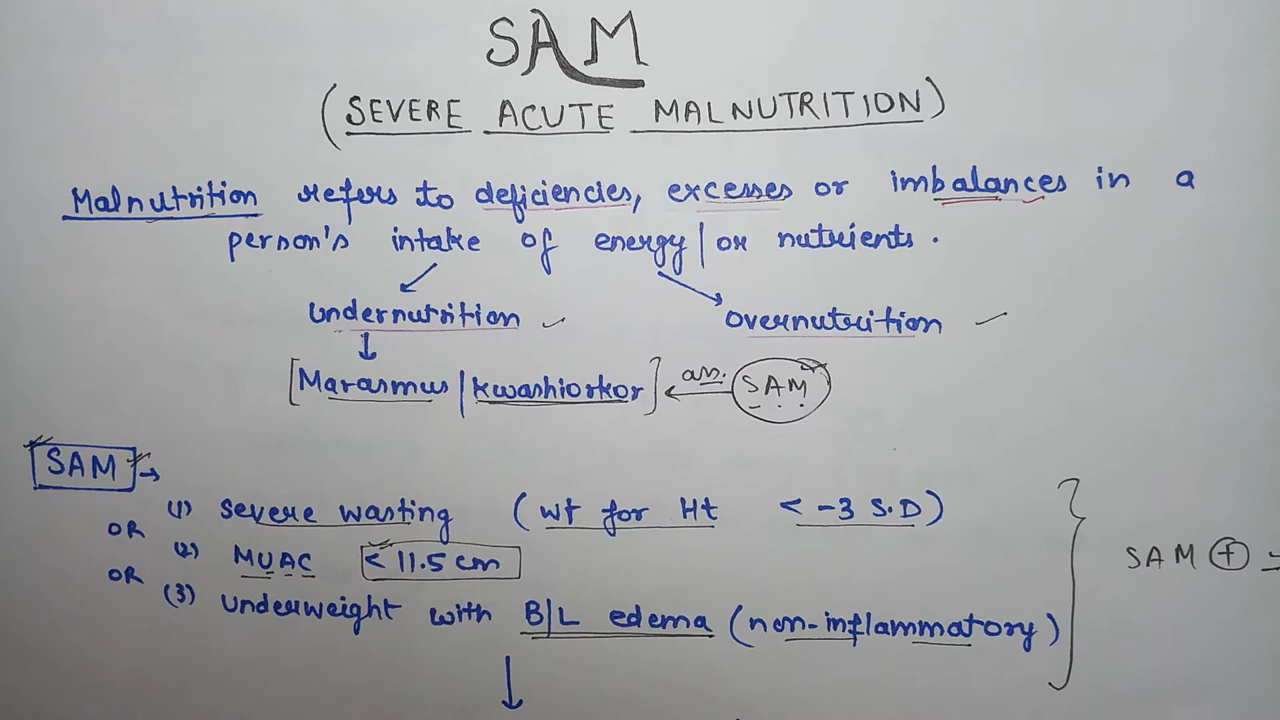 SAM
(SEVERE ACUTE MALNUTRITION)
Malnutrition refers to deficiencies, excesses or imbalances in a
person's intake of energy/or nutrients.
Undernutrition
Overnutrition
[Marasmus/kwashiorkor] ass. SAM
SAM
(1) Severe wasting (wt for Ht < -3 S.D)
OR
(2) MUAC < 11.5 cm
OR
(3) Underweight with B/L edema (non-inflammatory)
SAM +